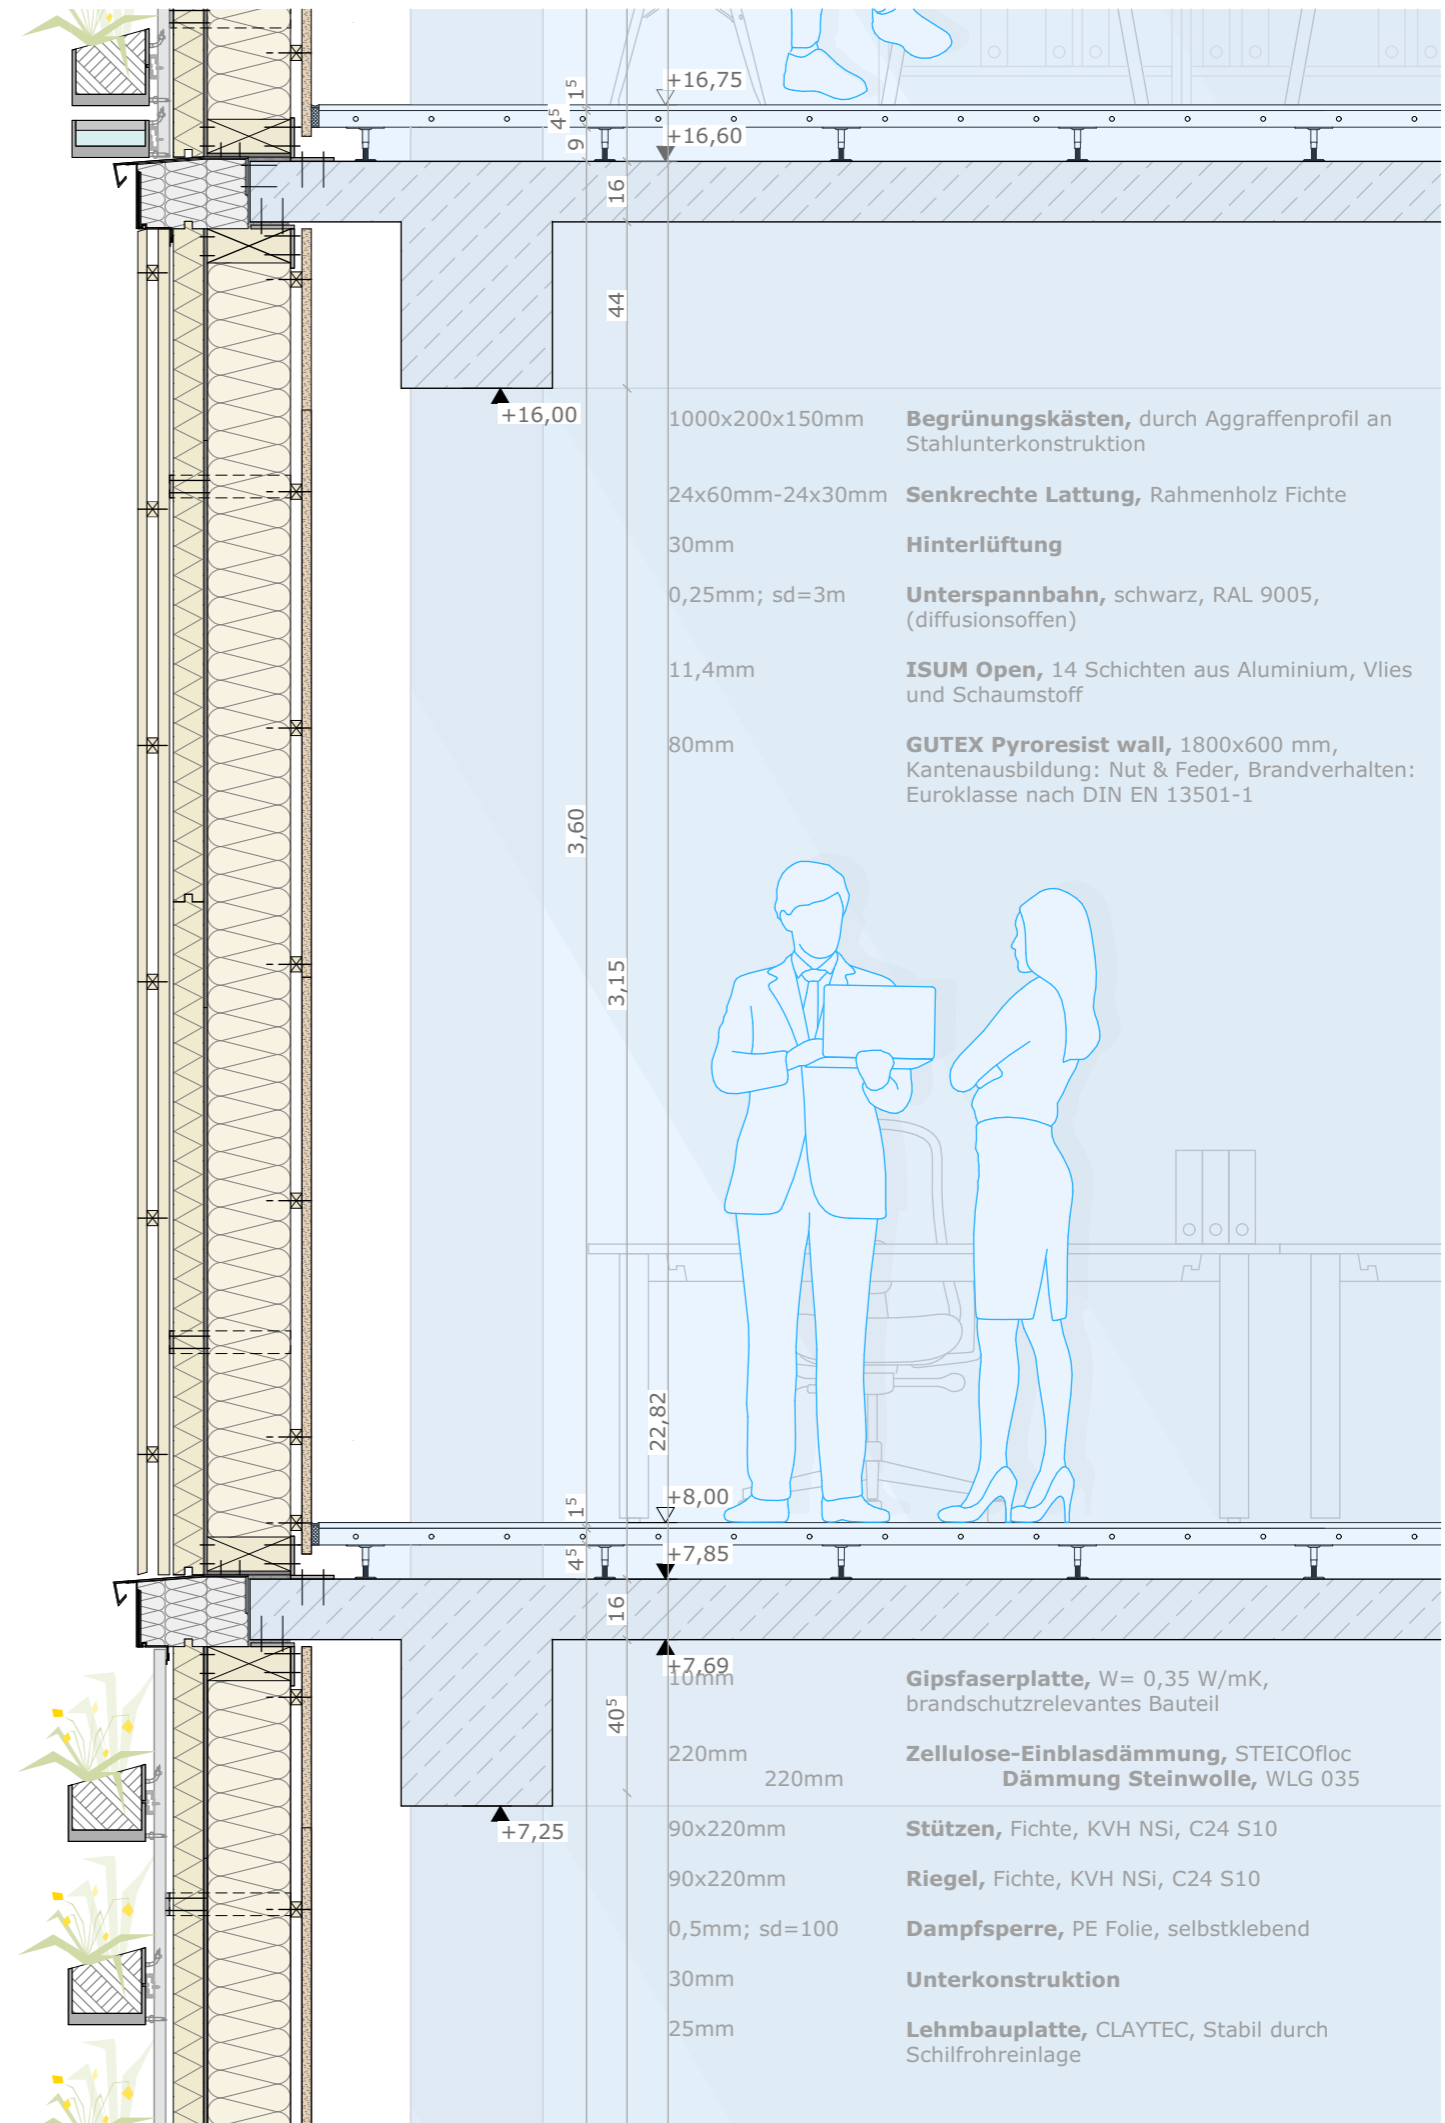 +16,75
1⁵
4⁵
9
+16,60
16
44
+16,00
1000x200x150mm Begrünungskästen, durch Aggraffenprofil an
Stahlunterkonstruktion
24x60mm-24x30mm Senkrechte Lattung, Rahmenholz Fichte
30mm Hinterlüftung
0,25mm; sd=3m Unterspannbahn, schwarz, RAL 9005,
(diffusionsoffen)
11,4mm ISUM Open, 14 Schichten aus Aluminium, Vlies
und Schaumstoff
80mm GUTEX Pyroresist wall, 1800x600 mm,
Kantenausbildung: Nut & Feder, Brandverhalten:
Euroklasse nach DIN EN 13501-1
3,60
3,15
22,82
+8,00
1⁵
4⁵
+7,85
16
+7,69
10mm Gipsfaserplatte, W= 0,35 W/mK,
brandschutzrelevantes Bauteil
40⁵
220mm Zellulose-Einblasdämmung, STEICOfloc
220mm Dämmung Steinwolle, WLG 035
+7,25
90x220mm Stützen, Fichte, KVH NSi, C24 S10
90x220mm Riegel, Fichte, KVH NSi, C24 S10
0,5mm; sd=100 Dampfsperre, PE Folie, selbstklebend
30mm Unterkonstruktion
25mm Lehmbauplatte, CLAYTEC, Stabil durch
Schilfrohreinlage